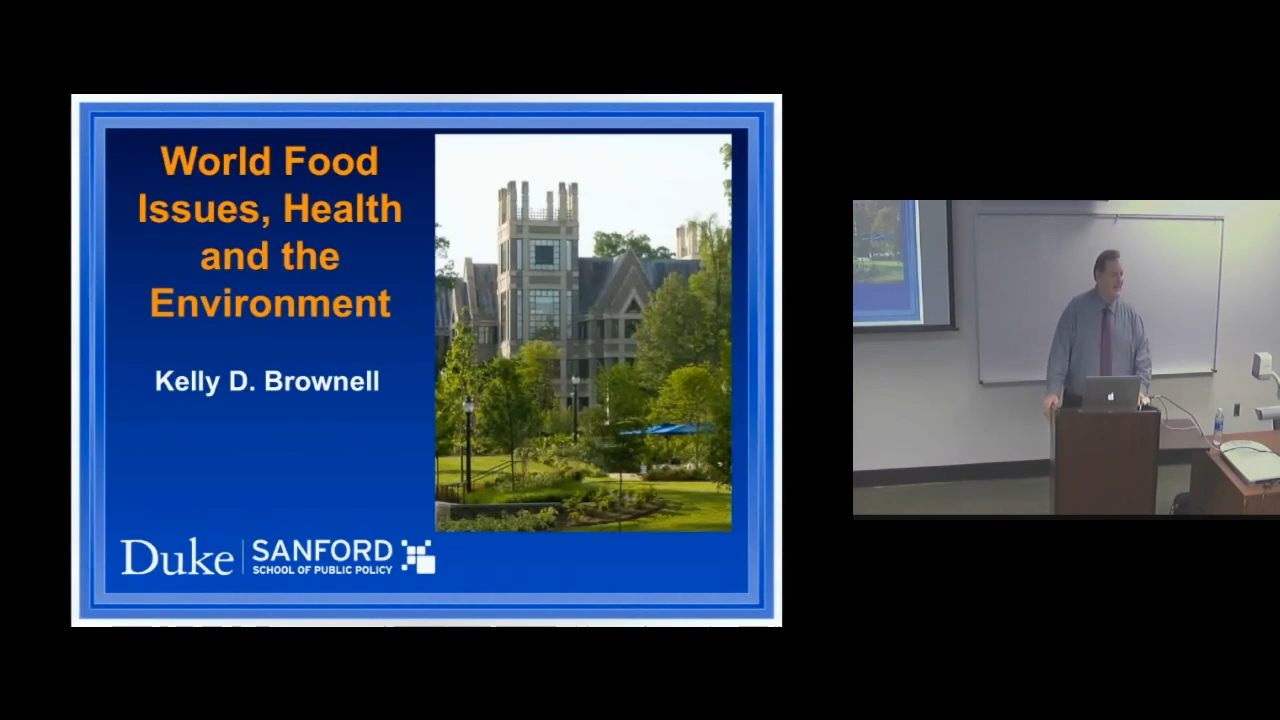 World Food
Issues, Health
and the
Environment
Kelly D. Brownell
Duke
SANFORD
SCHOOL OF PUBLIC POLICY